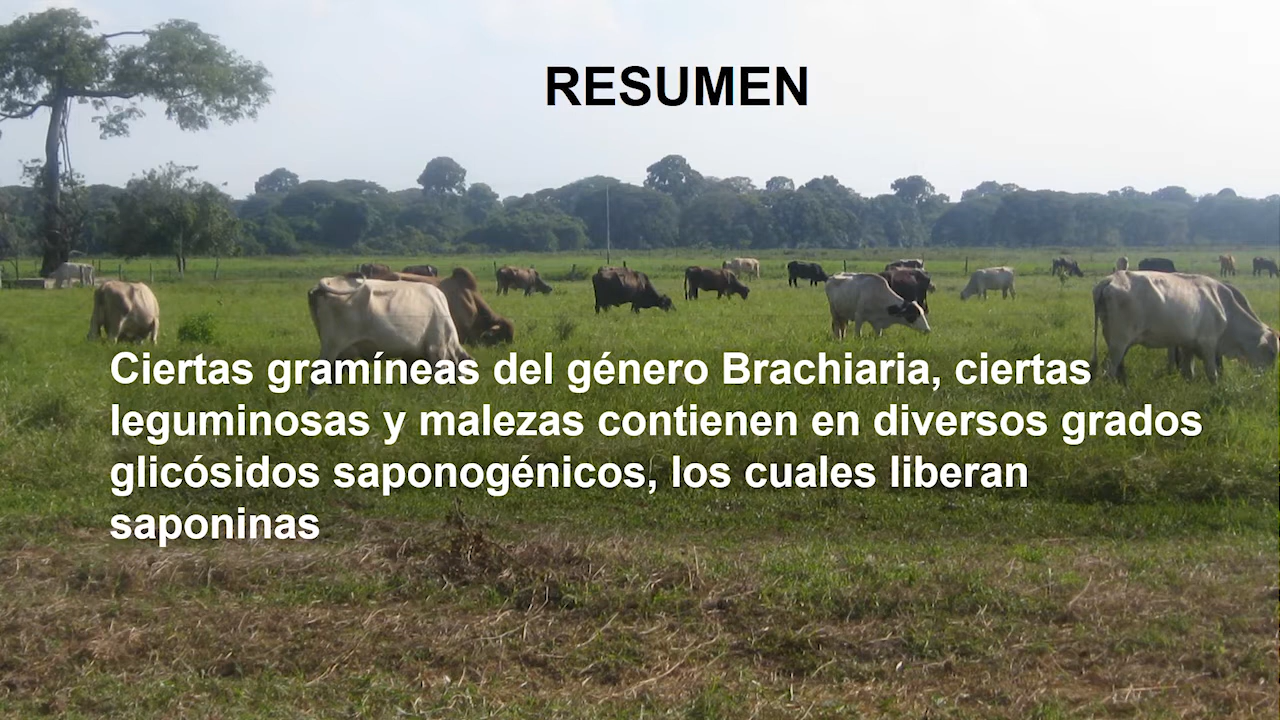 RESUMEN
Ciertas gramíneas del género Brachiaria, ciertas
leguminosas y malezas contienen en diversos grados
glicósidos saponogénicos, los cuales liberan
saponinas